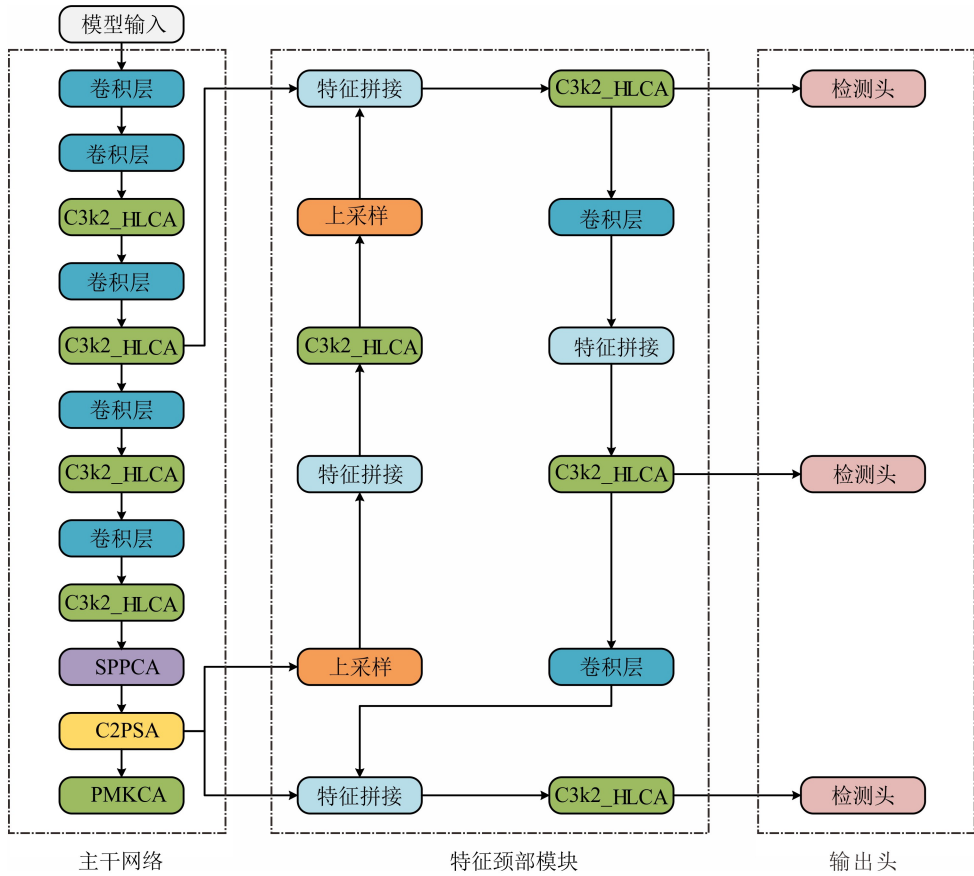 模型输入
卷积层
卷积层
C3k2_HLCA
卷积层
C3k2_HLCA
卷积层
C3k2_HLCA
卷积层
C3k2_HLCA
SPPCA
C2PSA
PMKCA
主干网络
特征拼接
上采样
C3k2_HLCA
特征拼接
上采样
特征拼接
C3k2_HLCA
卷积层
特征拼接
C3k2_HLCA
卷积层
C3k2_HLCA
特征颈部模块
检测头
检测头
检测头
输出头